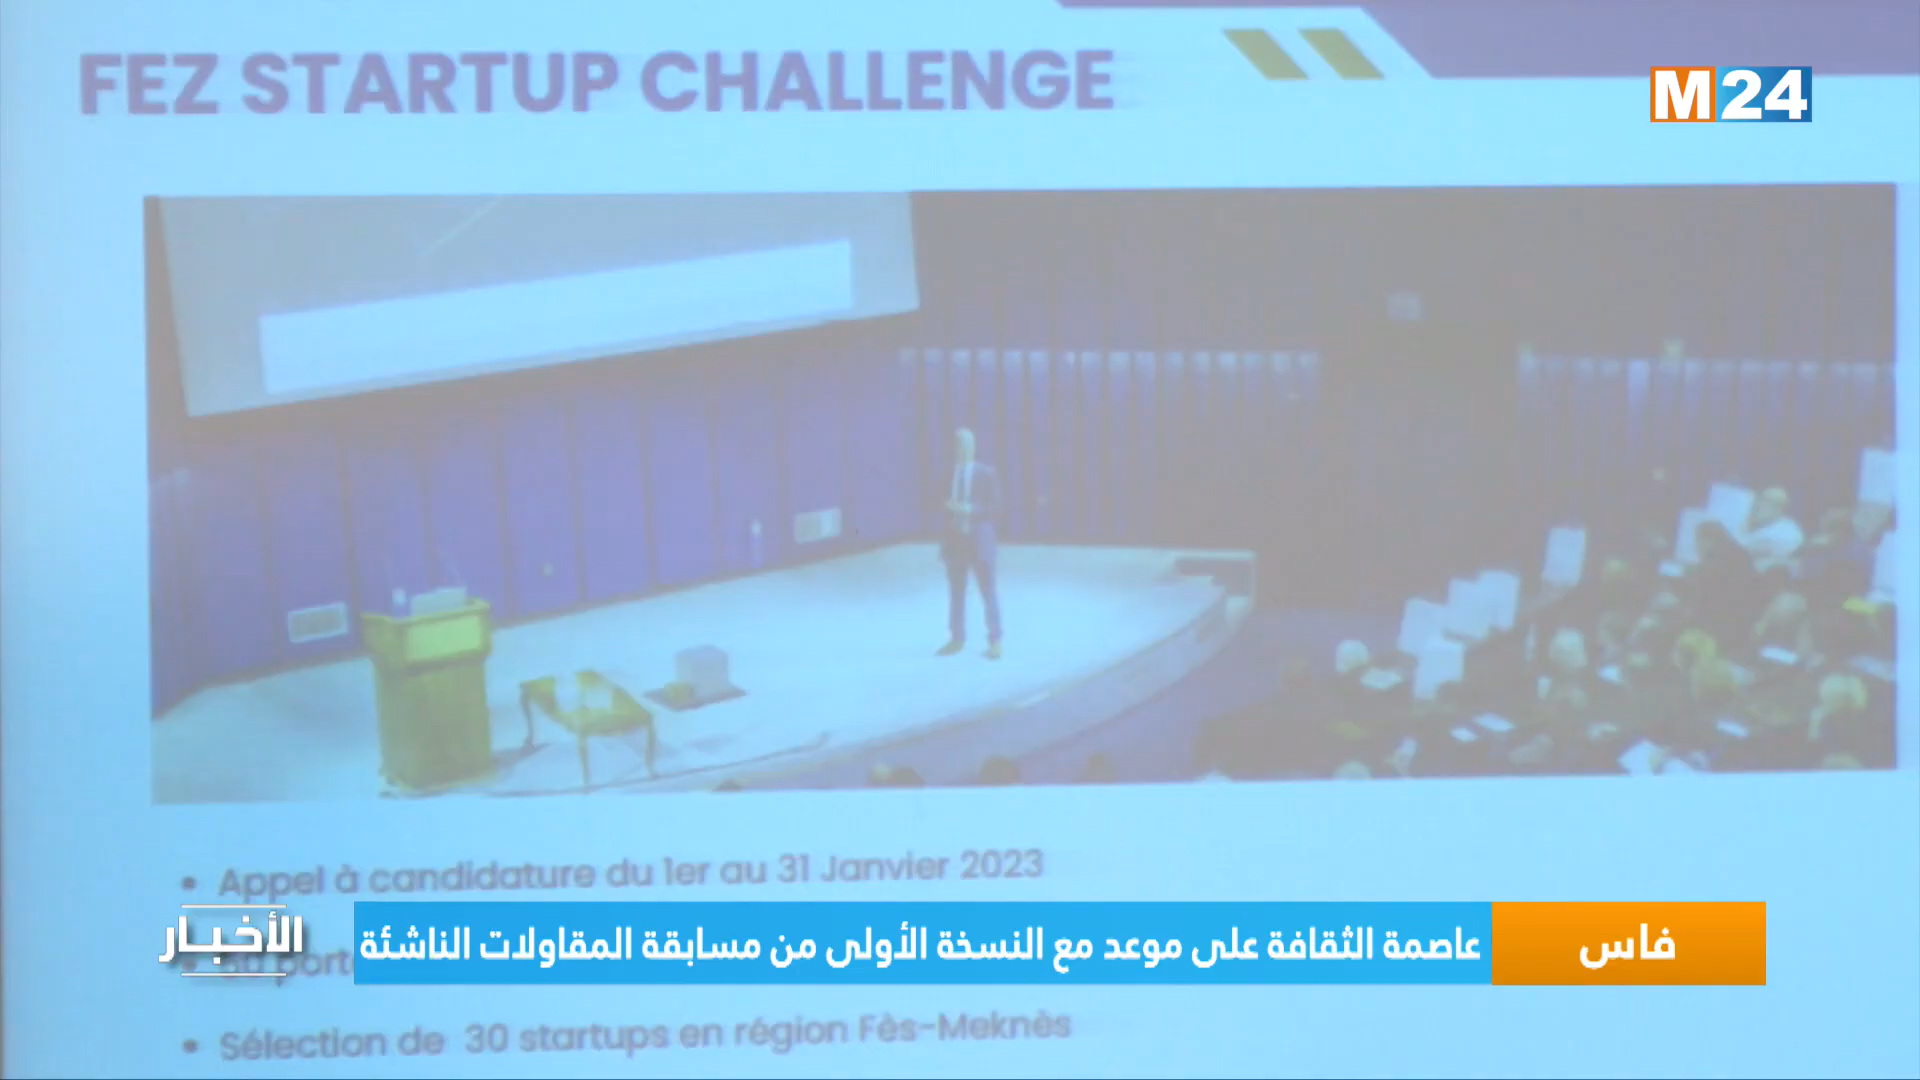 FEZ STARTUP CHALLENGE
M24
• Appel à candidature du 1er au 31 Janvier 2023
الأخبار
فاس
عاصمة الثقافة على موعد مع النسخة الأولى من مسابقة المقاولات الناشئة
• Sélection de 30 startups en région Fès-Meknès